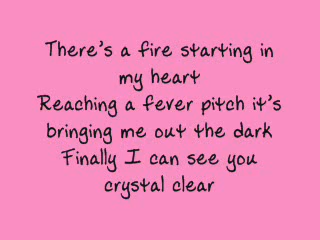 There's a fire starting in
my heart
Reaching a fever pitch it's
bringing me out the dark
Finally I can see you
crystal clear